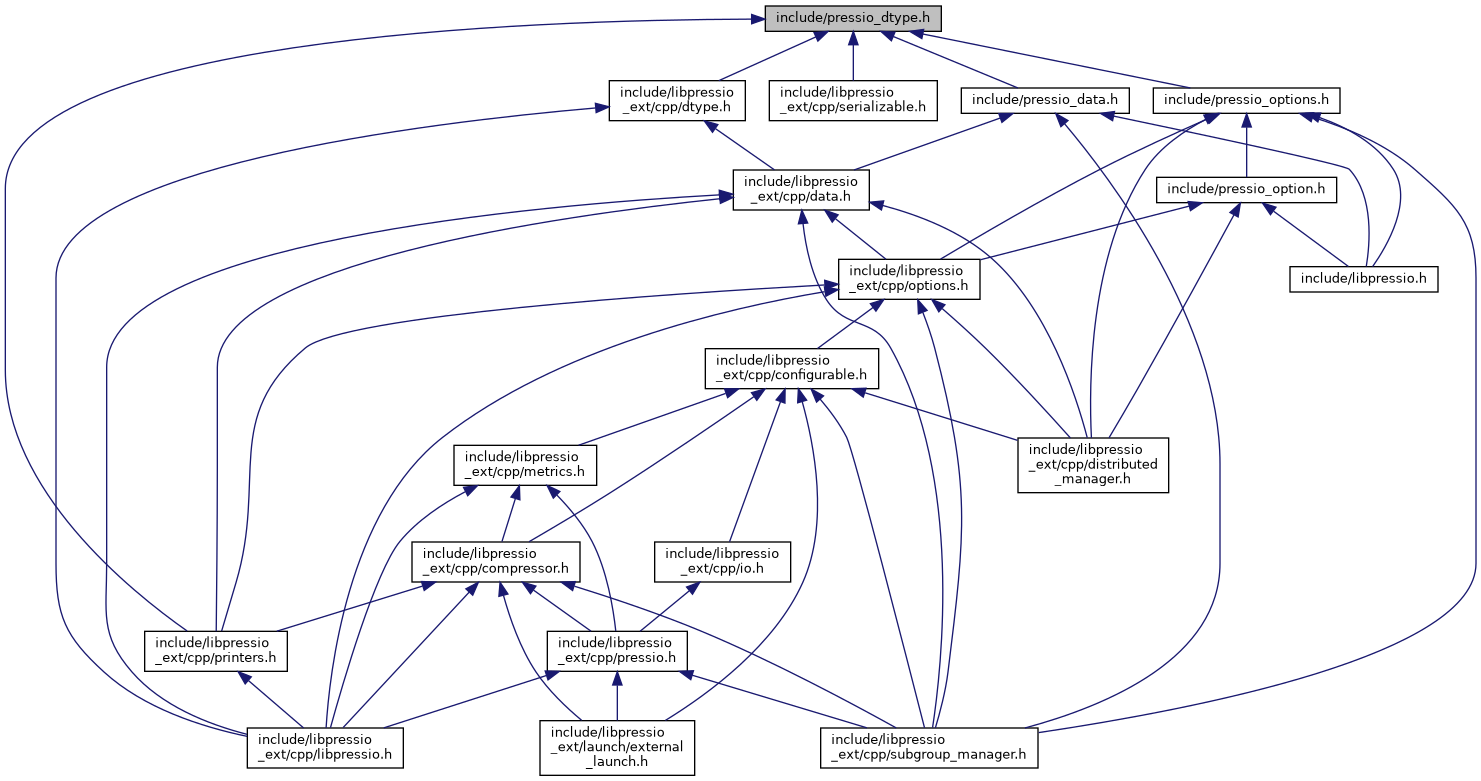 include/pressio_dtype.h
include/libpressio
_ext/cpp/dtype.h
include/libpressio
_ext/cpp/serializable.h
include/pressio_data.h
include/pressio_options.h
include/libpressio
_ext/cpp/data.h
include/pressio_option.h
include/libpressio
_ext/cpp/options.h
include/libpressio.h
include/libpressio
_ext/cpp/configurable.h
include/libpressio
_ext/cpp/metrics.h
include/libpressio
_ext/cpp/distributed
_manager.h
include/libpressio
_ext/cpp/compressor.h
include/libpressio
_ext/cpp/io.h
include/libpressio
_ext/cpp/printers.h
include/libpressio
_ext/cpp/pressio.h
include/libpressio
_ext/cpp/libpressio.h
include/libpressio
_ext/launch/external
_launch.h
include/libpressio
_ext/cpp/subgroup_manager.h